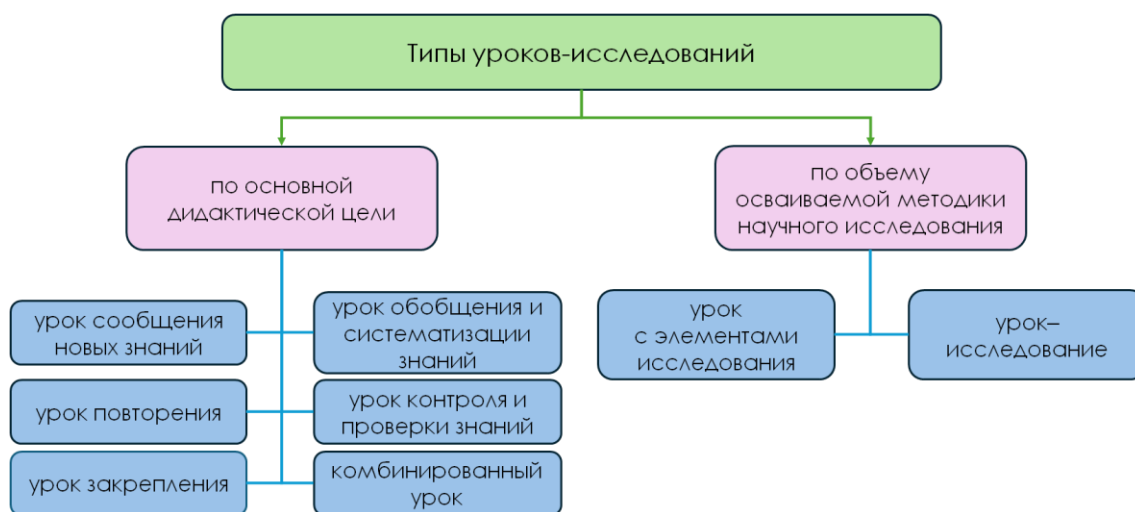 Типы уроков-исследований
по основной
дидактической цели
по объему
осваиваемой методики
научного исследования
урок сообщения
новых знаний
урок обобщения и
систематизации
знаний
урок повторения
урок контроля и
проверки знаний
урок закрепления
комбинированный
урок
урок
с элементами
исследования
урок–
исследование